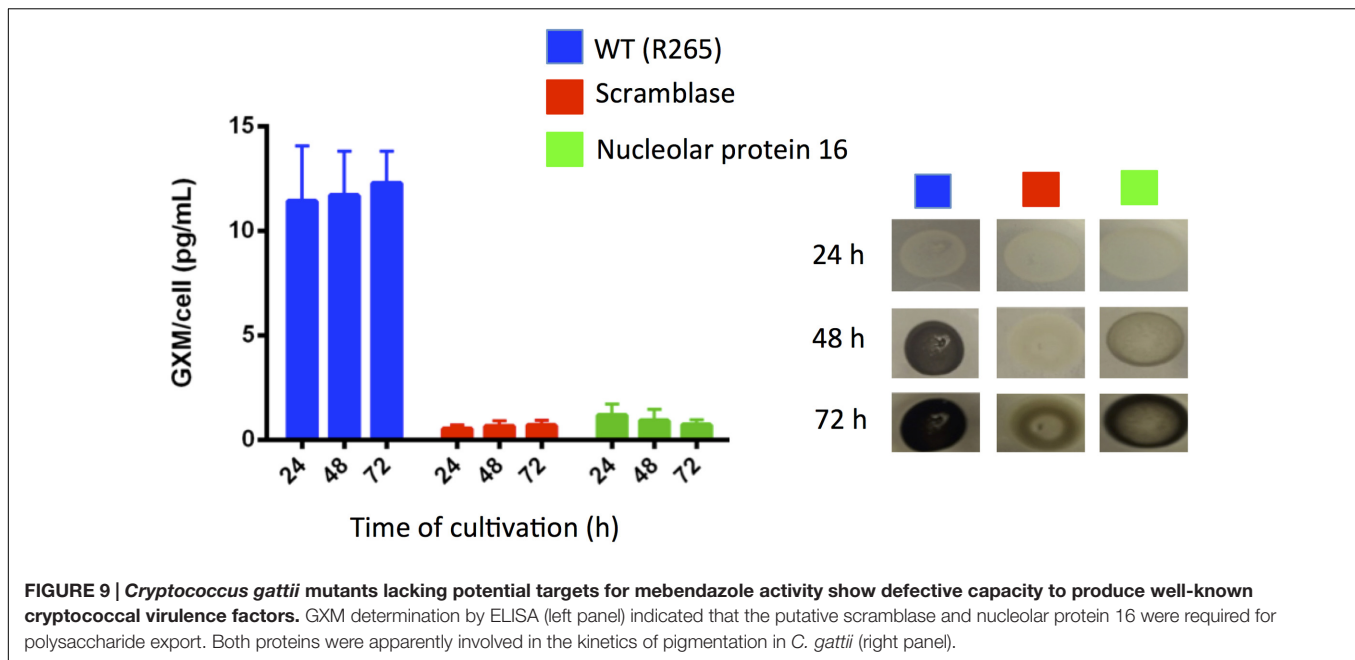 WT (R265)
Scramblase
Nucleolar protein 16
15
10
5
0
GXM/cell (pg/mL)
24 48 72 24 48 72 24 48 72
Time of cultivation (h)
24 h
48 h
72 h
FIGURE 9 | Cryptococcus gattii mutants lacking potential targets for mebendazole activity show defective capacity to produce well-known
cryptococcal virulence factors. GXM determination by ELISA (left panel) indicated that the putative scramblase and nucleolar protein 16 were required for
polysaccharide export. Both proteins were apparently involved in the kinetics of pigmentation in C. gattii (right panel).